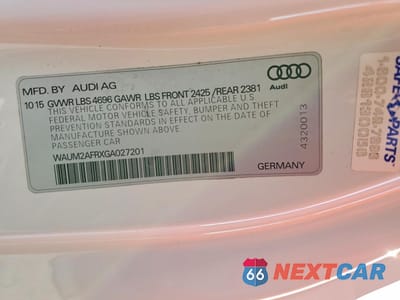 MFD BY AUDI AG
10 15 GVWR LBS 4696 GAWR LBS FRONT 2425 /REAR 2381
THIS VEHICLE CONFORMS TO ALL APPLICABLE U S
FEDERAL MOTOR VEHICLE SAFETY, BUMPER AND THEFT
PREVENTION STANDARDS IN EFFECT ON THE DATE OF
MANUFACTURE SHOWN ABOVE
PASSENGER CAR
WAUM2AFRXGA027201
Audi
4320013
GERMANY
66 NEXTCAR